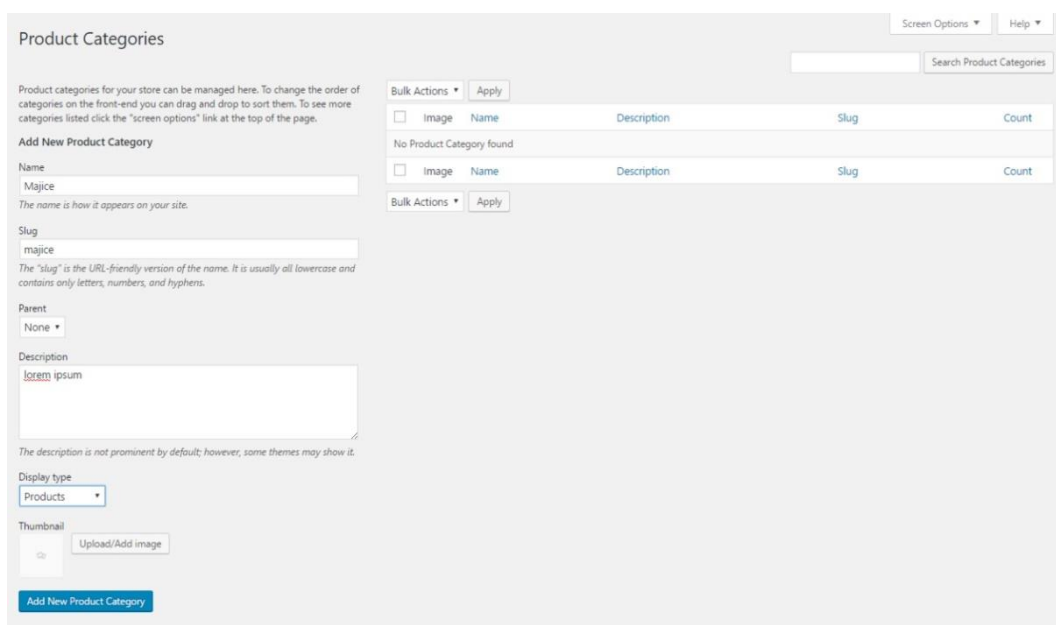 Screen Options ▼
Help ▼
Product Categories
Search Product Categories
Product categories for your store can be managed here. To change the order of
categories on the front-end you can drag and drop to sort them. To see more
categories listed click the "screen options" link at the top of the page.
Add New Product Category
Name
Majice
The name is how it appears on your site.
Slug
majice
The "slug" is the URL-friendly version of the name. It is usually all lowercase and
contains only letters, numbers, and hyphens.
Parent
None ▼
Description
lorem ipsum
The description is not prominent by default; however, some themes may show it.
Display type
Products ▼
Thumbnail
Upload/Add image
Add New Product Category
Bulk Actions ▼ Apply
Image Name Description Slug Count
No Product Category found
Image Name Description Slug Count
Bulk Actions ▼ Apply